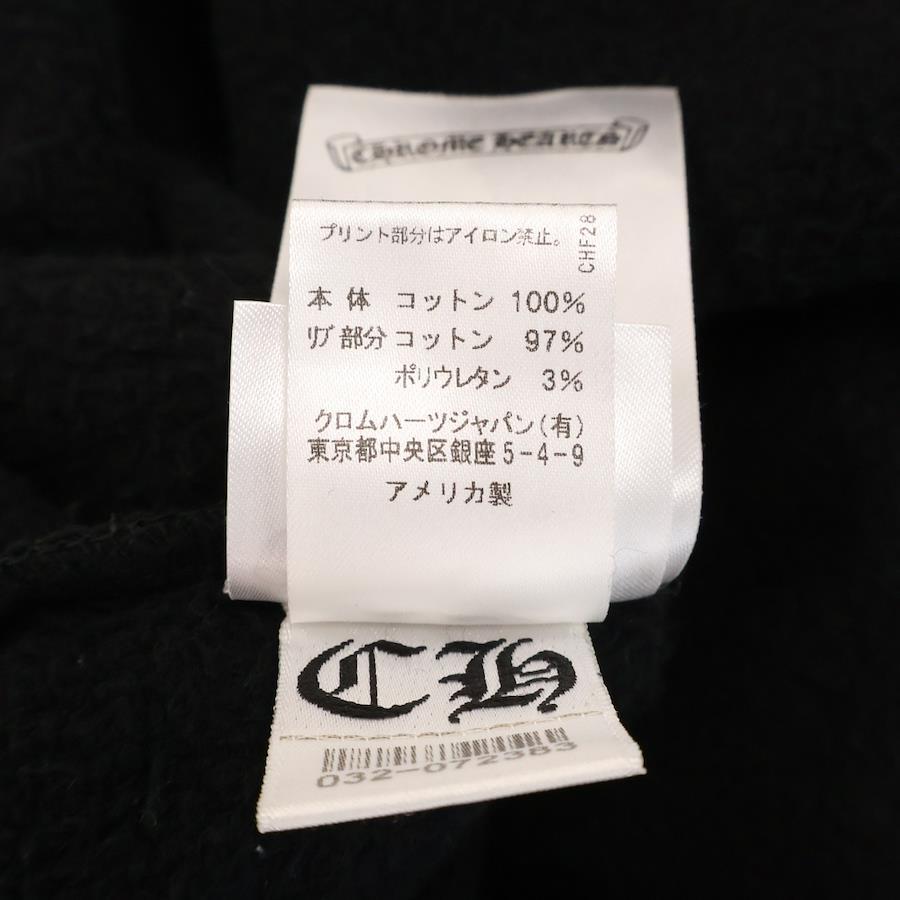 CHROME HEARTS
プリント部分はアイロン禁止。
CHF28
本体 コットン 100%
リブ部分 コットン 97%
ポリウレタン 3%
クロムハーツジャパン(有)
東京都中央区銀座5-4-9
アメリカ製
CH
032-072383